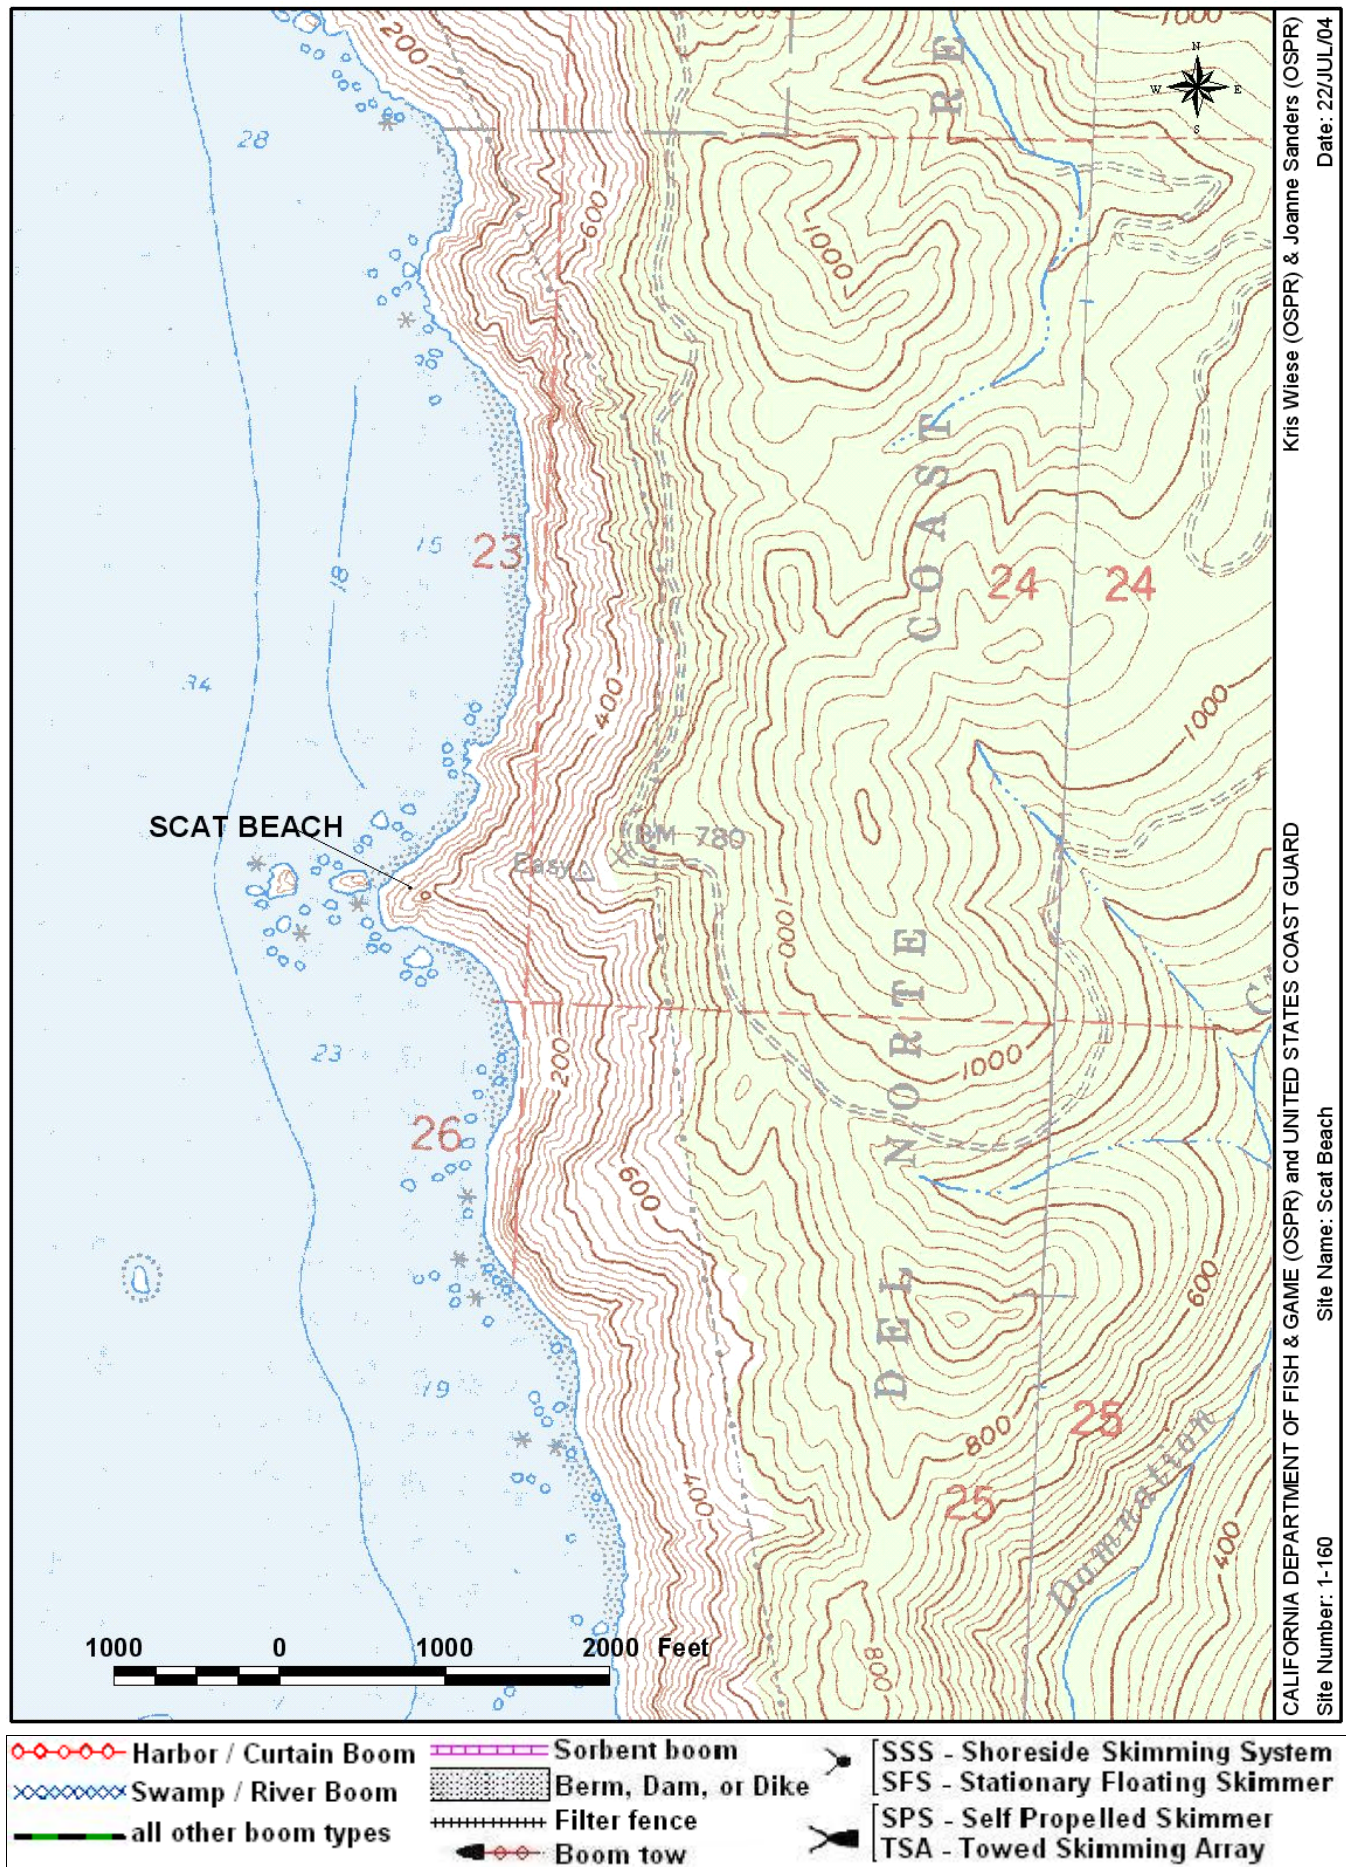 200
1000
RE
N
W E
S
28
600
1000
30
COAST
15
23
18
24
24
34
400
1000
SCAT BEACH
BM 780
Easy
1000
NORTE
23
200
1000
26
600
DEL
600
19
25
800
25
Damnation
400
400
800
1000 0 1000 2000 Feet
CALIFORNIA DEPARTMENT OF FISH & GAME (OSPR) and UNITED STATES COAST GUARD
Kris Wiese (OSPR) & Joanne Sanders (OSPR)
Site Number: 1-160
Site Name: Scat Beach
Date: 22/JUL/04
Harbor / Curtain Boom
Swamp / River Boom
all other boom types
Sorbent boom
Berm, Dam, or Dike
Filter fence
Boom tow
SSS - Shoreside Skimming System
SFS - Stationary Floating Skimmer
SPS - Self Propelled Skimmer
TSA - Towed Skimming Array